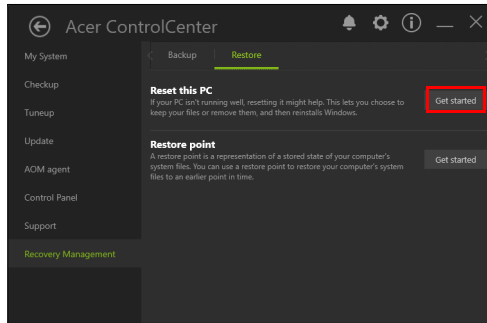 Acer ControlCenter
My System
Checkup
Tuneup
Update
AOM agent
Control Panel
Support
Recovery Management
Backup
Restore
Reset this PC
If your PC isn't running well, resetting it might help. This lets you choose to
keep your files or remove them, and then reinstalls Windows.
Get started
Restore point
A restore point is a representation of a stored state of your computer's
system files. You can use a restore point to restore your computer's system
files to an earlier point in time.
Get started